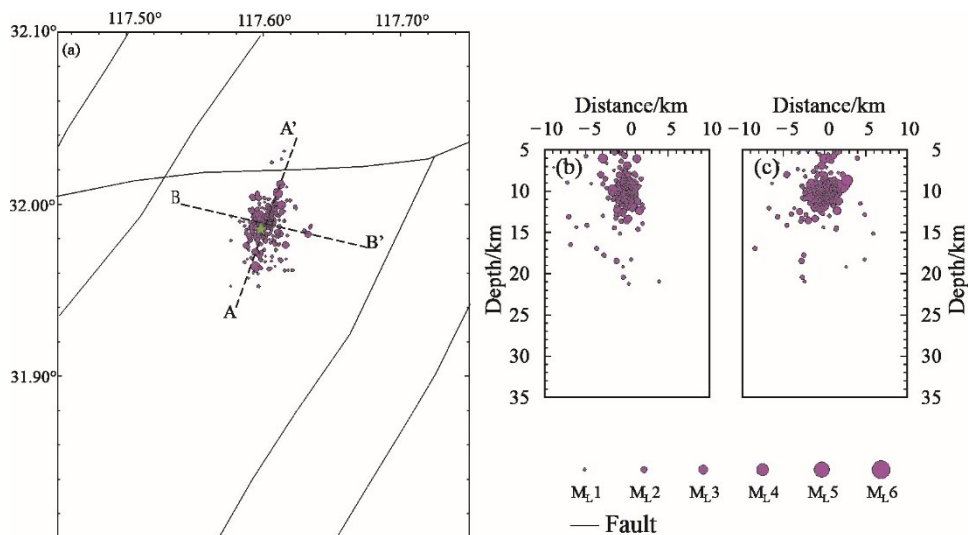 117.50° 117.60° 117.70°
32.10°
32.00°
31.90°
(a)
A'
B
B'
A
Distance/km Distance/km
−10 −5 0 5 10 −10 −5 0 5 10
(b) (c)
5 5
10 10
15 15
20 20
25 25
30 30
35 35
Depth/km Depth/km
ML1 ML2 ML3 ML4 ML5 ML6
Fault